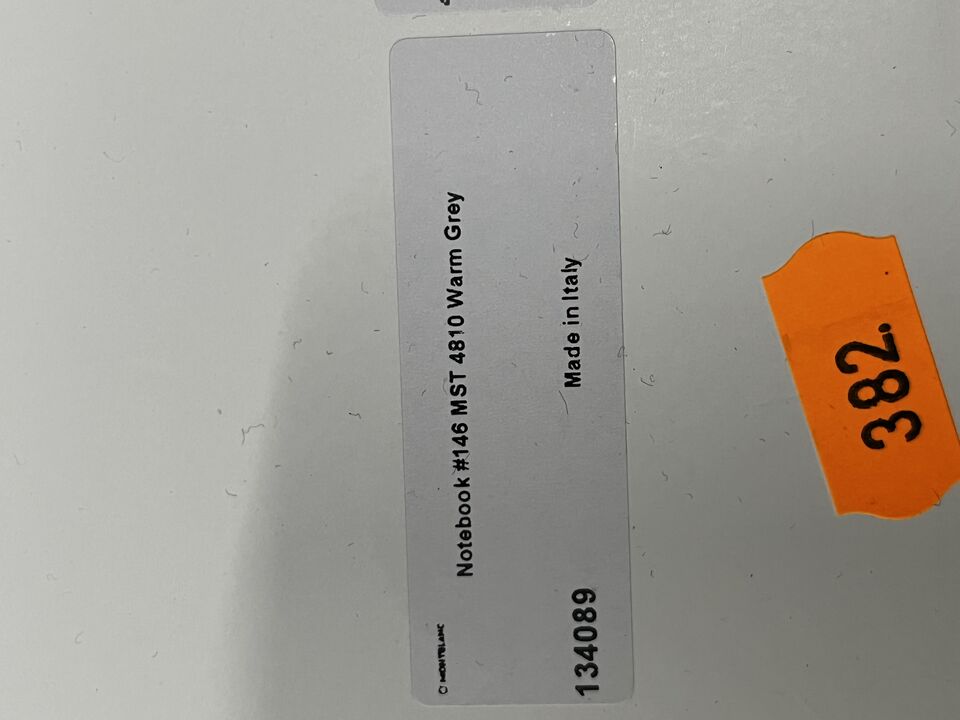 MONTBLANC
Notebook #146 MST 4810 Warm Grey
Made in Italy
134089
382.